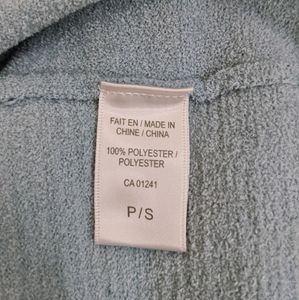 FAIT EN / MADE IN
CHINE / CHINA
100% POLYESTER /
POLYESTER
CA 01241
P / S